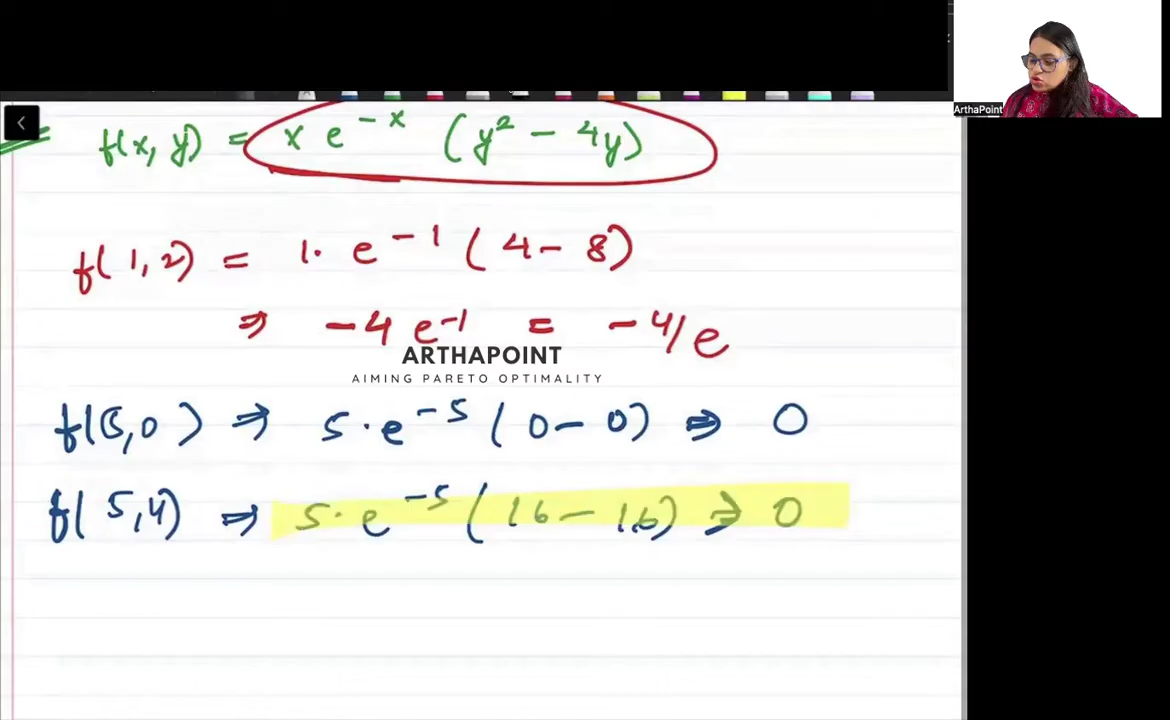 ArthaPoint
f(x, y) = x e^{-x} (y² - 4y)
f(1, 2) = 1. e^{-1} (4 - 8)
⇒ -4 e^{-1} = -4/e
ARTHAPOINT
AIMING PARETO OPTIMALITY
f(5, 0) ⇒ 5 · e^{-5} (0 - 0) ⇒ 0
f(5, 4) ⇒ 5 · e^{-5} (16 - 16) ⇒ 0